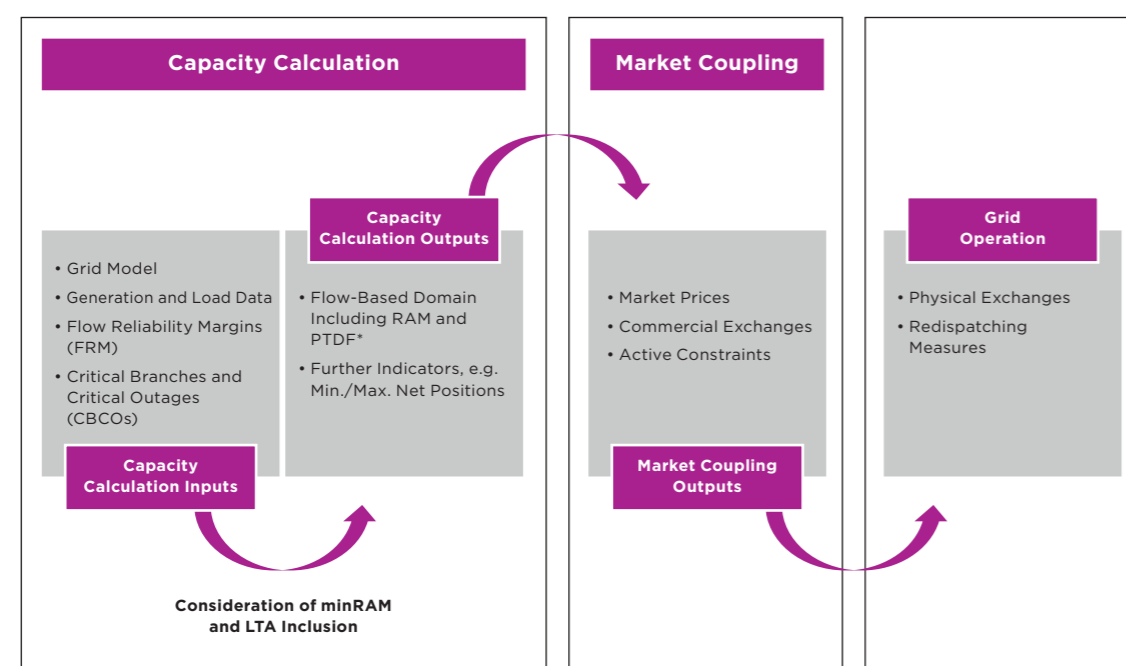 Capacity Calculation
Grid Model
• Generation and Load Data
• Flow Reliability Margins
(FRM)
• Critical Branches and
Critical Outages
(CBCOs)
Capacity
Calculation Inputs
Consideration of minRAM
and LTA Inclusion
Capacity
Calculation Outputs
• Flow-Based Domain
Including RAM and
PTDF*
• Further Indicators, e.g.
Min./Max. Net Positions
Market Coupling
• Market Prices
• Commercial Exchanges
• Active Constraints
Market Coupling
Outputs
Grid
Operation
• Physical Exchanges
• Redispatching
Measures